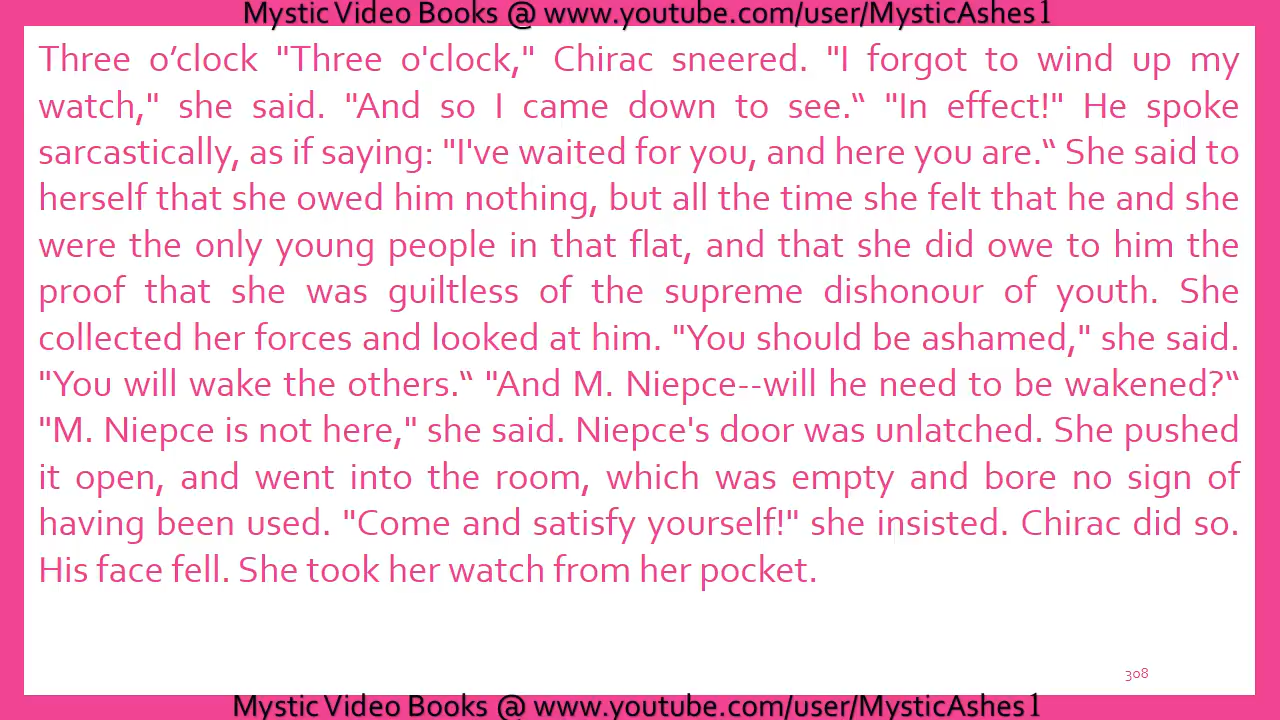 Mystic Video Books @ www.youtube.com/user/MysticAshes1
Three o’clock "Three o'clock," Chirac sneered. "I forgot to wind up my
watch," she said. "And so I came down to see.“ "In effect!" He spoke
sarcastically, as if saying: "I've waited for you, and here you are.“ She said to
herself that she owed him nothing, but all the time she felt that he and she
were the only young people in that flat, and that she did owe to him the
proof that she was guiltless of the supreme dishonour of youth. She
collected her forces and looked at him. "You should be ashamed," she said.
"You will wake the others.“ "And M. Niepce--will he need to be wakened?“
"M. Niepce is not here," she said. Niepce's door was unlatched. She pushed
it open, and went into the room, which was empty and bore no sign of
having been used. "Come and satisfy yourself!" she insisted. Chirac did so.
His face fell. She took her watch from her pocket.
308
Mystic Video Books @ www.youtube.com/user/MysticAshes1